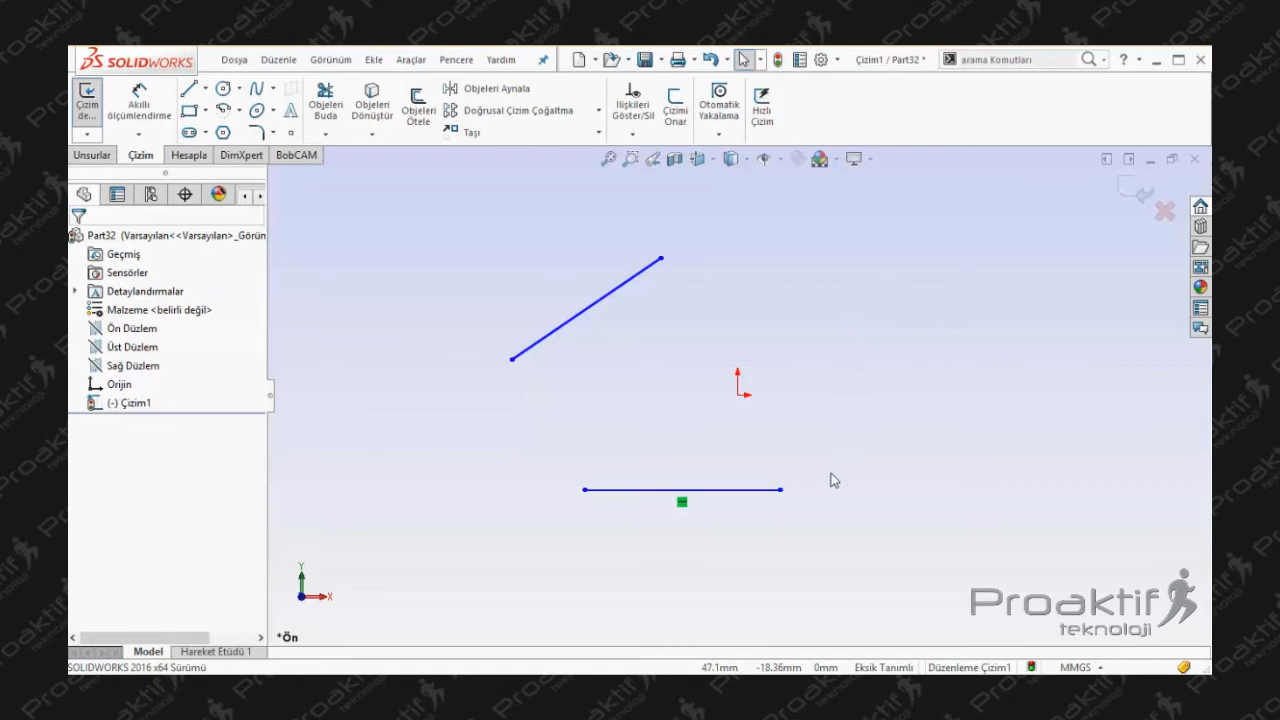 SOLIDWORKS
Dosya Düzenle Görünüm Ekle Araçlar Pencere Yardım
Çizim1 / Part32 *
arama Komutları
Çizim de...
Akıllı ölçümlendirme
Objeleri Buda
Objeleri Dönüştür
Objeleri Ötele
Objeleri Aynala
Doğrusal Çizim Çoğaltma
Taşı
İlişkileri Göster/Sil
Çizimi Onar
Otomatik Yakalama
Hızlı Çizim
Unsurlar Çizim Hesapla DimXpert BobCAM
Part32 (Varsayılan<<Varsayılan>_Görün
Geçmiş
Sensörler
Detaylandırmalar
Malzeme <belirli değil>
Ön Düzlem
Üst Düzlem
Sağ Düzlem
Orijin
(-) Çizim1
Y
X
*Ön
Proaktif
teknoloji
Model Hareket Etüdü 1
SOLIDWORKS 2016 x64 Sürümü
47.1mm -18.36mm 0mm Eksik Tanımlı Düzenleme Çizim1 MMGS